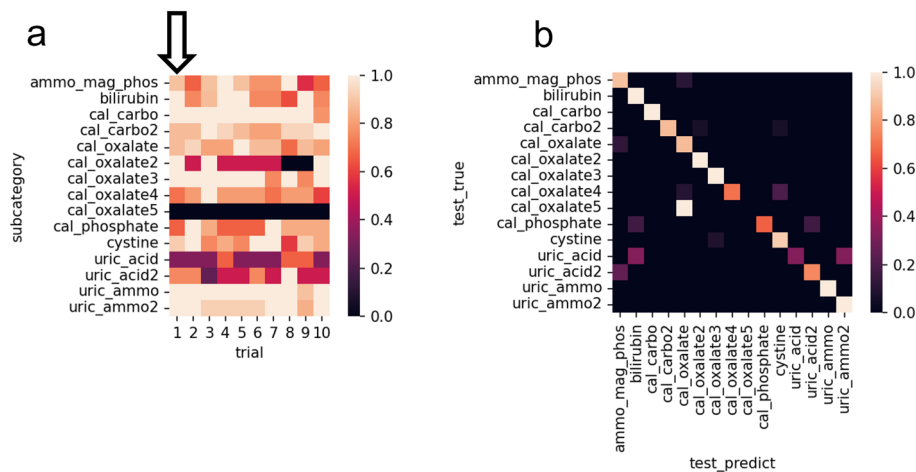 a
subcategory
ammo_mag_phos
bilirubin
cal_carbo
cal_carbo2
cal_oxalate
cal_oxalate2
cal_oxalate3
cal_oxalate4
cal_oxalate5
cal_phosphate
cystine
uric_acid
uric_acid2
uric_ammo
uric_ammo2
1 2 3 4 5 6 7 8 9 10
trial
1.0
0.8
0.6
0.4
0.2
0.0
b
test_true
ammo_mag_phos
bilirubin
cal_carbo
cal_carbo2
cal_oxalate
cal_oxalate2
cal_oxalate3
cal_oxalate4
cal_oxalate5
cal_phosphate
cystine
uric_acid
uric_acid2
uric_ammo
uric_ammo2
ammo_mag_phos
bilirubin
cal_carbo
cal_carbo2
cal_oxalate
cal_oxalate2
cal_oxalate3
cal_oxalate4
cal_oxalate5
cal_phosphate
cystine
uric_acid
uric_acid2
uric_ammo
uric_ammo2
test_predict
1.0
0.8
0.6
0.4
0.2
0.0